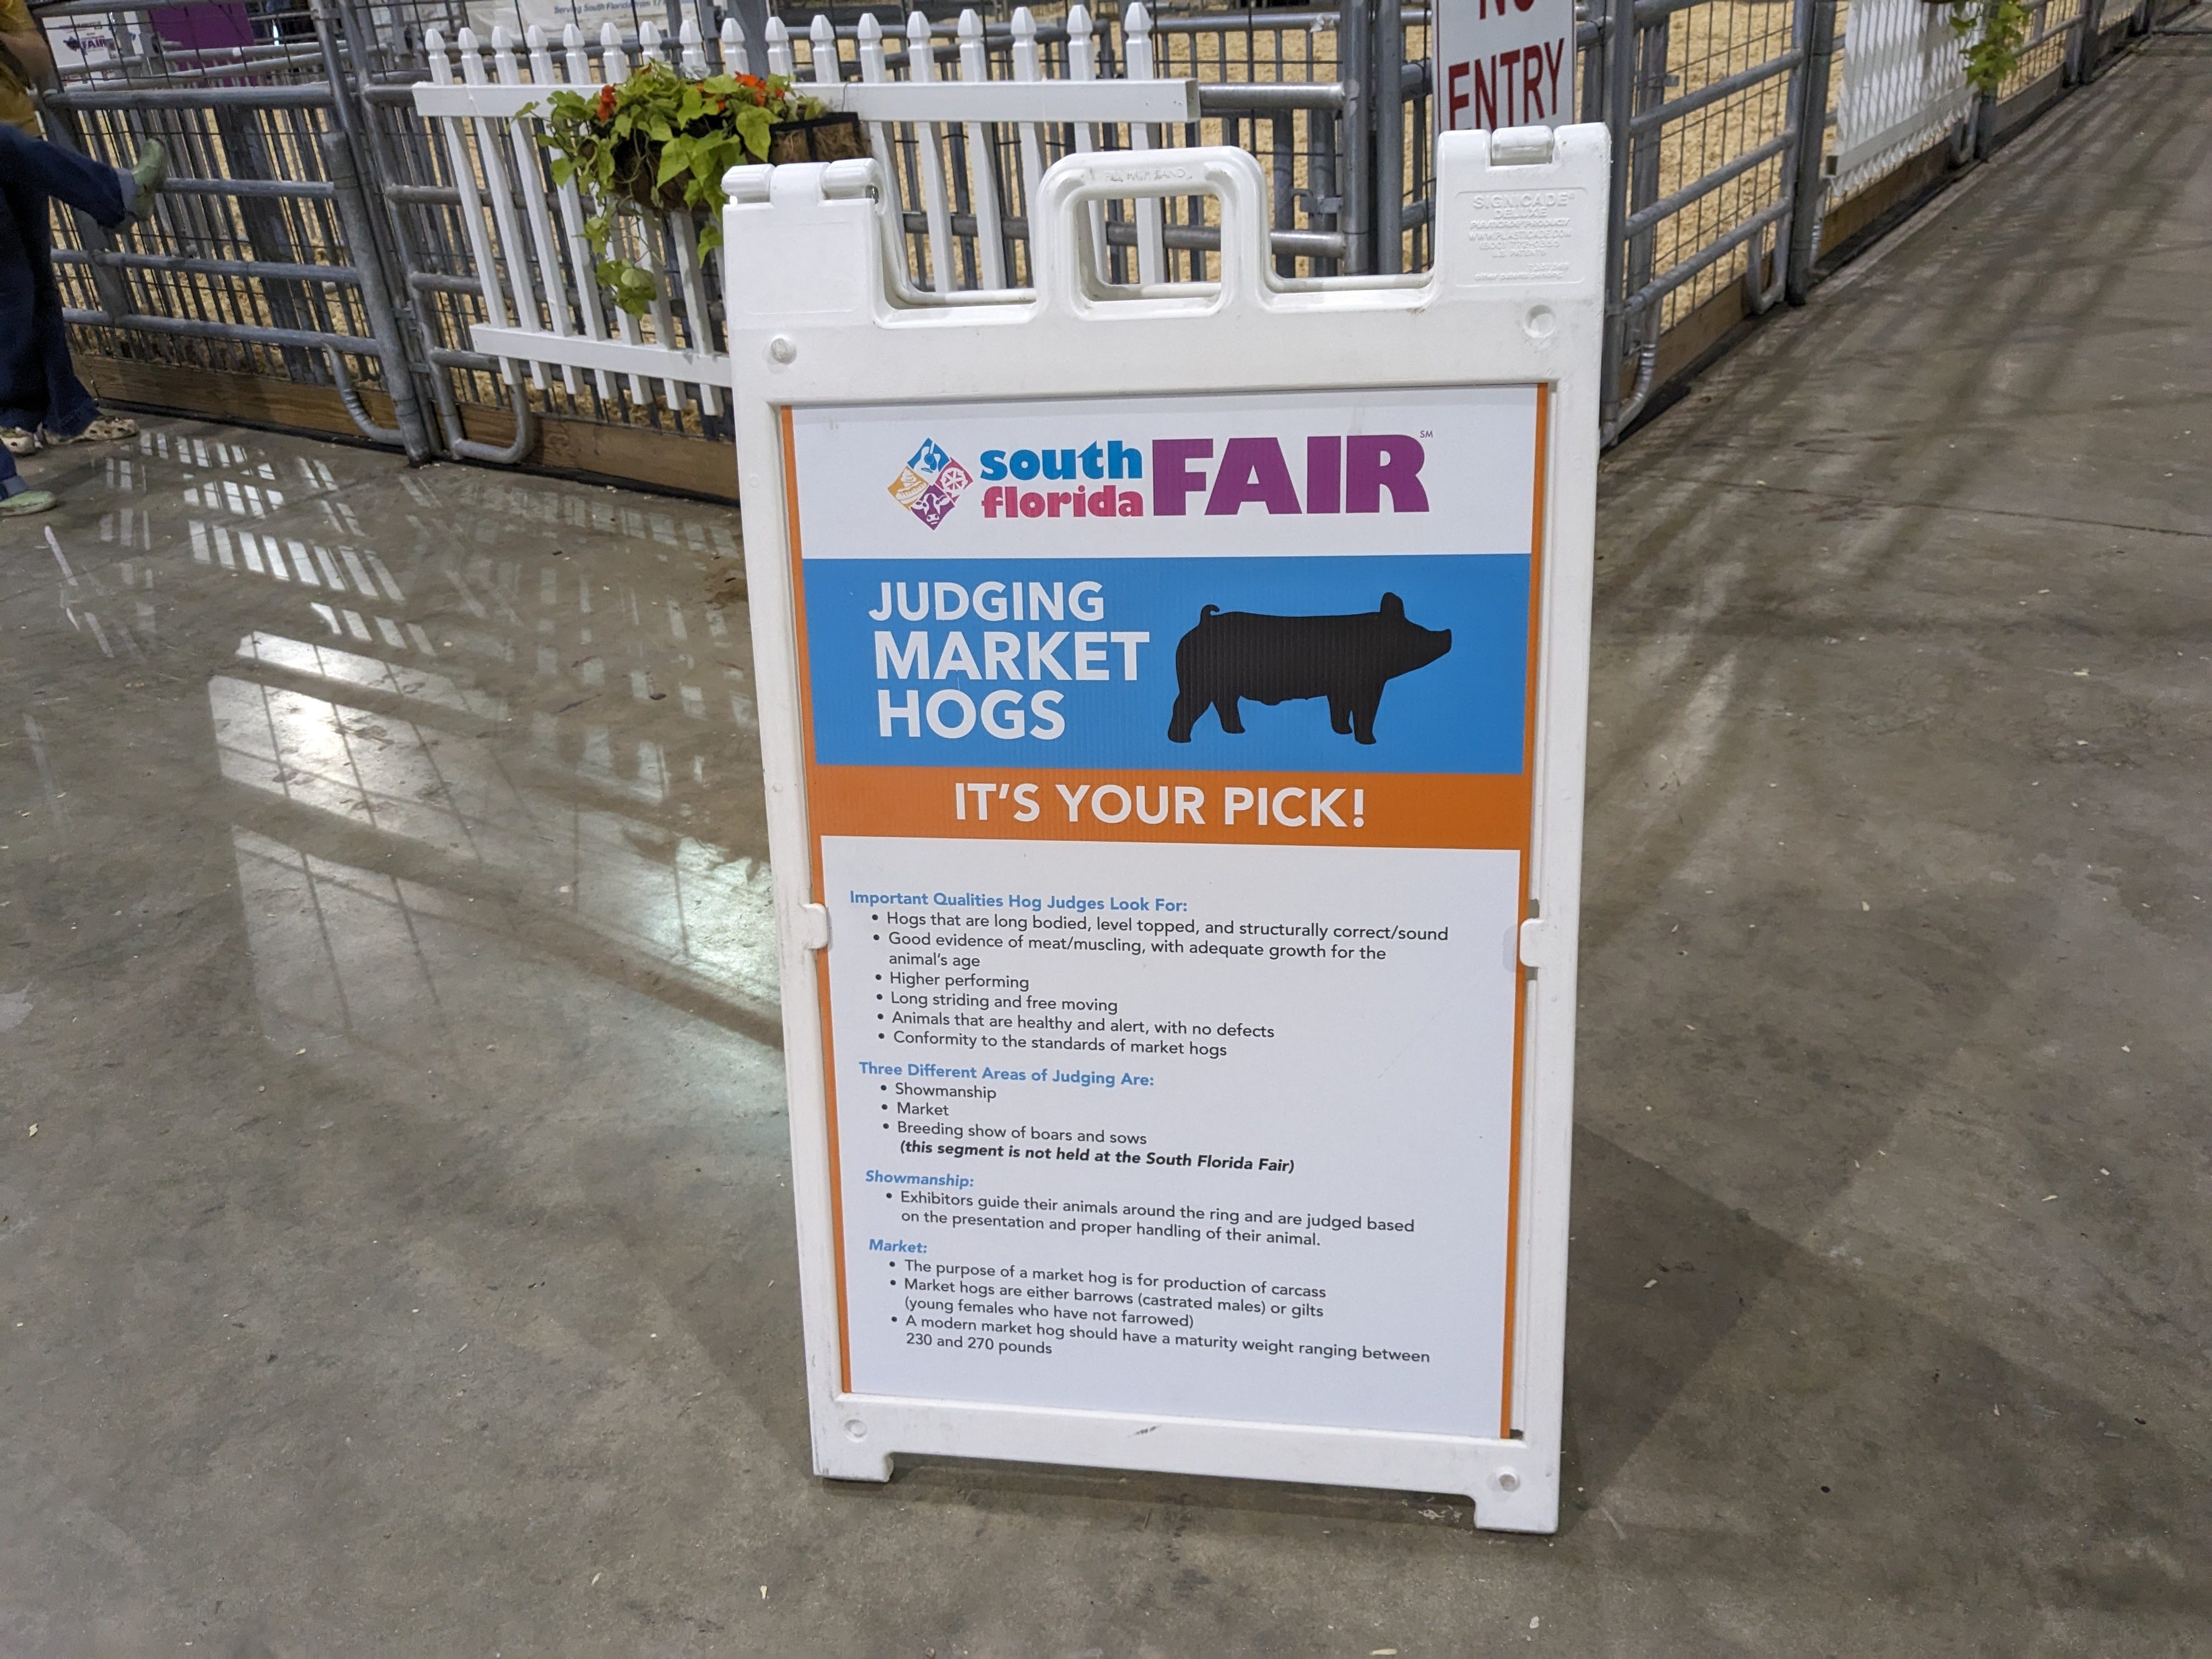 Serving South Florida from
FAIR
NO
ENTRY
SIGNICADE®
DELUXE
south
florida
FAIR SM
JUDGING
MARKET
HOGS
IT'S YOUR PICK!
Important Qualities Hog Judges Look For:
• Hogs that are long bodied, level topped, and structurally correct/sound
• Good evidence of meat/muscling, with adequate growth for the
animal's age
• Higher performing
• Long striding and free moving
• Animals that are healthy and alert, with no defects
• Conformity to the standards of market hogs
Three Different Areas of Judging Are:
• Showmanship
• Market
• Breeding show of boars and sows
(this segment is not held at the South Florida Fair)
Showmanship:
• Exhibitors guide their animals around the ring and are judged based
on the presentation and proper handling of their animal.
Market:
• The purpose of a market hog is for production of carcass
• Market hogs are either barrows (castrated males) or gilts
(young females who have not farrowed)
• A modern market hog should have a maturity weight ranging between
230 and 270 pounds